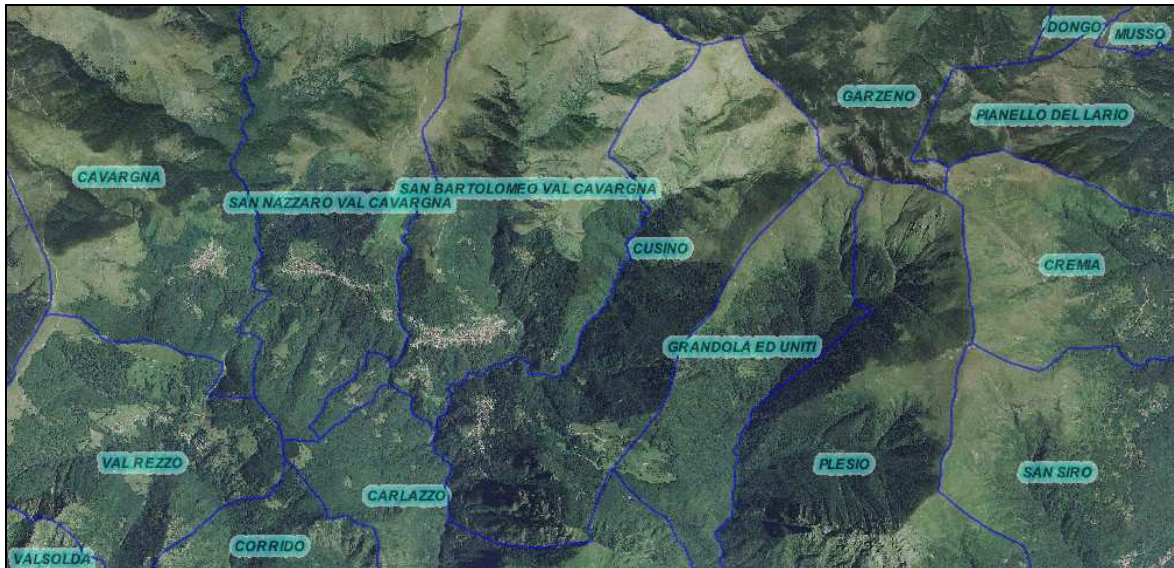 DONGO
MUSSO
GARZENO
PIANELLO DEL LARIO
CAVARGNA
SAN BARTOLOMEO VAL CAVARGNA
SAN NAZZARO VAL CAVARGNA
CUSINO
CREMIA
GRANDOLA ED UNITI
VAL REZZO
PLESIO
SAN SIRO
CARLAZZO
CORRIDO
VALSOLDA